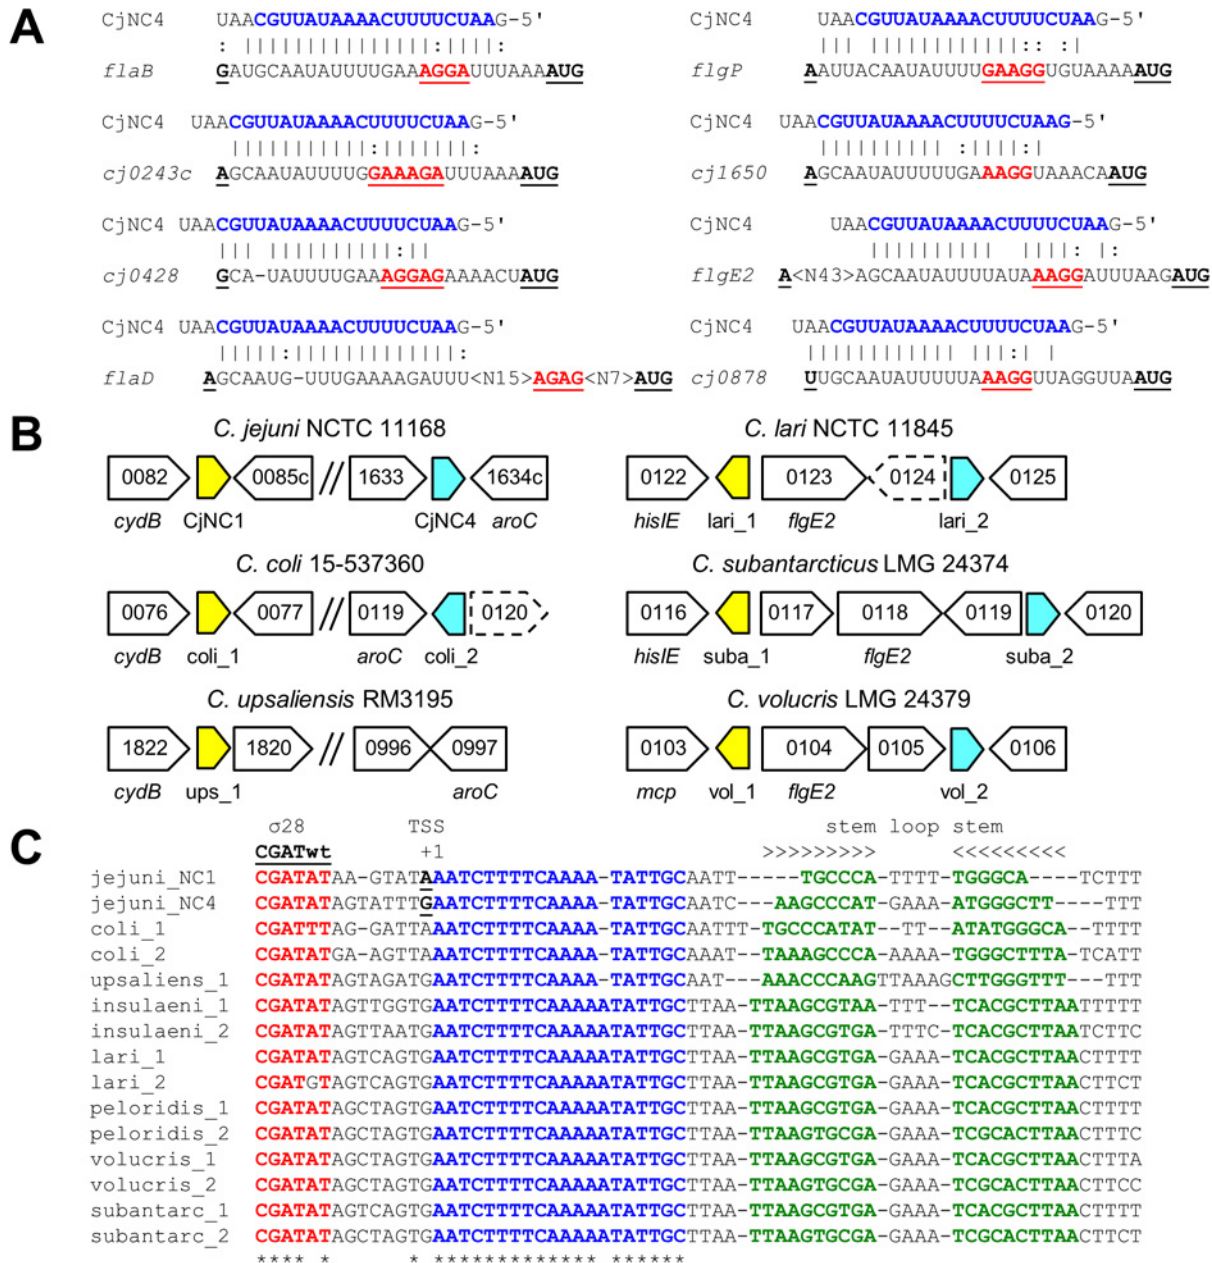 A
CjNC4 UAACGUUAUAAAACUUUUCUAAG-5'
: ||||||||||||||||:||||:
flaB GAUGCAAUAUUUUGAAAGGAUUUAAAAUG
CjNC4 UAACGUUAUAAAACUUUUCUAAG-5'
||| ||||||||||||:: :|
flgP AAUUACAAUAUUUUGAAGGUGUAAAAAUG
CjNC4 UAACGUUAUAAAACUUUUCUAAG-5'
|||||||||||:||||||||:
cj0243c AGCAAUAUUUUGGAAAGAUUUAAAAUG
CjNC4 UAACGUUAUAAAACUUUUCUAAG-5'
|||||||||| :||||:|
cj1650 AGCAAUAUUUUUGAAAGGUAAACAAUG
CjNC4 UAACGUUAUAAAACUUUUCUAAG-5'
||| ||||||||||:||
cj0428 GCA-UAUUUUGAAAGGAGAAAACUAUG
CjNC4 UAACGUUAUAAAACUUUUCUAAG-5'
|||||||||| ||||: |:
flgE2 A<N43>AGCAAUAUUUUAUAAAGGAUUUAAGAUG
CjNC4 UAACGUUAUAAAACUUUUCUAAG-5'
|||||:|||||||||||||:
flaD AGCAAUG-UUUGAAAAGAUUU<N15>AGAG<N7>AUG
CjNC4 UAACGUUAUAAAACUUUUCUAAG-5'
|||||||||||| |||:| |
cj0878 UUGCAAUAUUUUUAAAGGUUAGGUUAAUG
B
C. jejuni NCTC 11168
0082 0085c // 1633 1634c
cydB CjNC1 CjNC4 aroC
C. lari NCTC 11845
0122 0123 0124 0125
hisIE lari_1 flgE2 lari_2
C. coli 15-537360
0076 0077 // 0119 0120
cydB coli_1 aroC coli_2
C. subantarcticus LMG 24374
0116 0117 0118 0119 0120
hisIE suba_1 flgE2 suba_2
C. upsaliensis RM3195
1822 1820 // 0996 0997
cydB ups_1 aroC
C. volucris LMG 24379
0103 0104 0105 0106
mcp vol_1 flgE2 vol_2
C
σ28 TSS stem loop stem
CGATwt +1 >>>>>>>>> <<<<<<<<<
jejuni_NC1 CGATATAA-GTATAAATCTTTTCAAAA-TATTGCAATT-----TGCCCA-TTTT-TGGGCA----TCTTT
jejuni_NC4 CGATATAGTATTTGAATCTTTTCAAAA-TATTGCAATC---AAGCCCAT-GAAA-ATGGGCTT---TTT
coli_1 CGATTTAG-GATTAAATCTTTTCAAAA-TATTGCAATTT-TGCCCATAT--TT--ATATGGGCA--TTTT
coli_2 CGATATGA-AGTTAAATCTTTTCAAAA-TATTGCAAAT--TAAAGCCCA-AAAA-TGGGCTTTA-TCATT
upsaliens_1 CGATATAGTAGATGAATCTTTTCAAAA-TATTGCAAT---AAACCCAAGTTAAAGCTTGGGTTT---TTT
insulaeni_1 CGATATAGTTGGTGAATCTTTTCAAAAATATTGCTTAA-TTAAGCGTAA-TTT-TCACGCTTAATTTTT
insulaeni_2 CGATATAGTTAATGAATCTTTTCAAAAATATTGCTTAA-TTAAGCGTGA-TTTC-TCACGCTTAATCTTC
lari_1 CGATATAGTCAGTGAATCTTTTCAAAAATATTGCTTAA-TTAAGCGTGA-GAAA-TCACGCTTAACTTTT
lari_2 CGATGTAGTCAGTGAATCTTTTCAAAAATATTGCTTAA-TTAAGCGTGA-GAAA-TCACGCTTAACTTCT
peloridis_1 CGATATAGCTAGTGAATCTTTTCAAAAATATTGCTTAA-TTAAGCGTGA-GAAA-TCACGCTTAACTTTT
peloridis_2 CGATATAGCTAGTGAATCTTTTCAAAAATATTGCTTAA-TTAAGTGCGA-GAAA-TCGCACTTAACTTTC
volucris_1 CGATATAGCTAGTGAATCTTTTCAAAAATATTGCTTAA-TTAAGCGTGA-GAAA-TCACGCTTAACTTTA
volucris_2 CGATATAGCTAGTGAATCTTTTCAAAAATATTGCTTAA-TTAAGTGCGA-GAAA-TCGCACTTAACTTCC
subantarc_1 CGATATAGTCAGTGAATCTTTTCAAAAATATTGCTTAA-TTAAGCGTGA-GAAA-TCACGCTTAACTTTT
subantarc_2 CGATATAGCTAGTGAATCTTTTCAAAAATATTGCTTAA-TTAAGTGCGA-GAAA-TCGCACTTAACTTCT
**** * * ************* ******